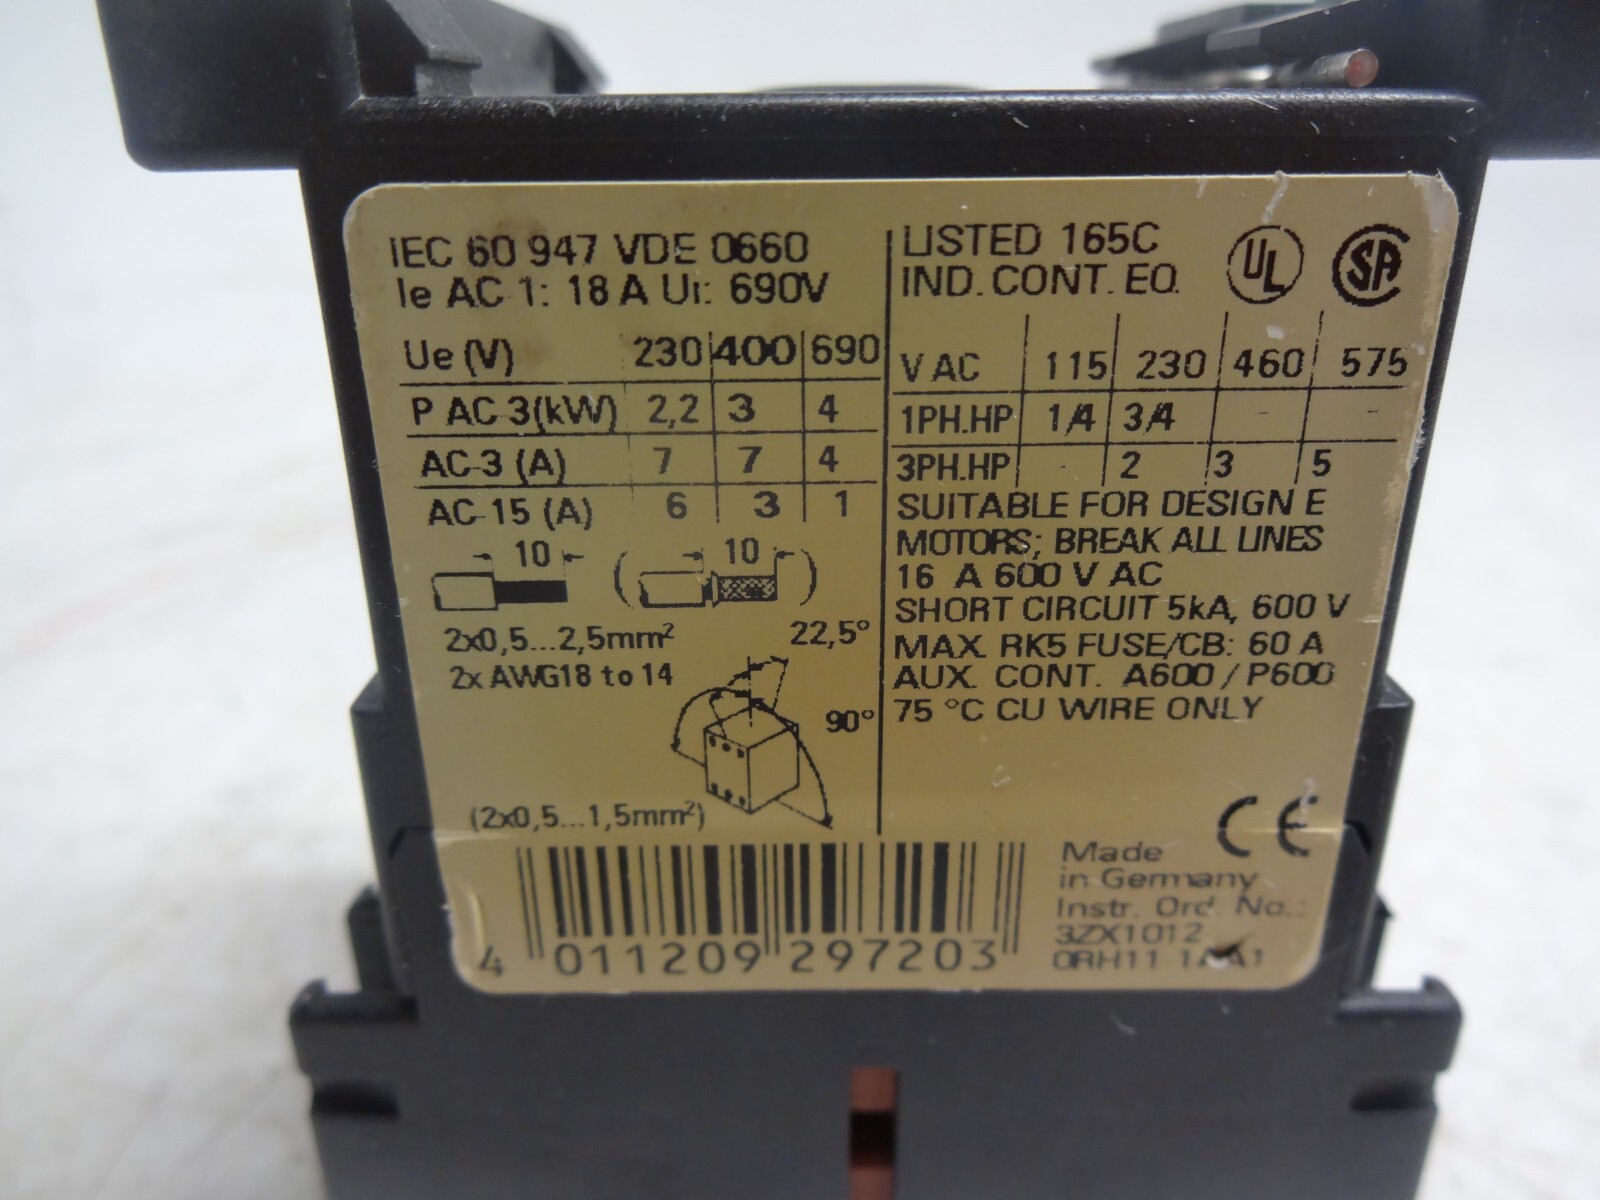 IEC 60 947 VDE 0660
Ie AC 1: 18 A Ui: 690V
Ue (V) 230 400 690
P AC-3(kW) 2,2 3 4
AC-3 (A) 7 7 4
AC-15 (A) 6 3 1
10 ( 10 )
2x0,5...2,5mm²
2x AWG18 to 14
22,5°
90°
(2x0,5...1,5mm²)
LISTED 165C
IND. CONT. EQ.
UL SA
V AC 115 230 460 575
1PH.HP 1/4 3/4 - -
3PH.HP - 2 3 5
SUITABLE FOR DESIGN E
MOTORS; BREAK ALL LINES
16 A 600 V AC
SHORT CIRCUIT 5kA, 600 V
MAX. RK5 FUSE/CB: 60 A
AUX. CONT. A600 / P600
75 °C CU WIRE ONLY
CE
Made
in Germany
Instr. Ord. No.:
3ZX1012
0RH11-1AA1
4 011209 297203